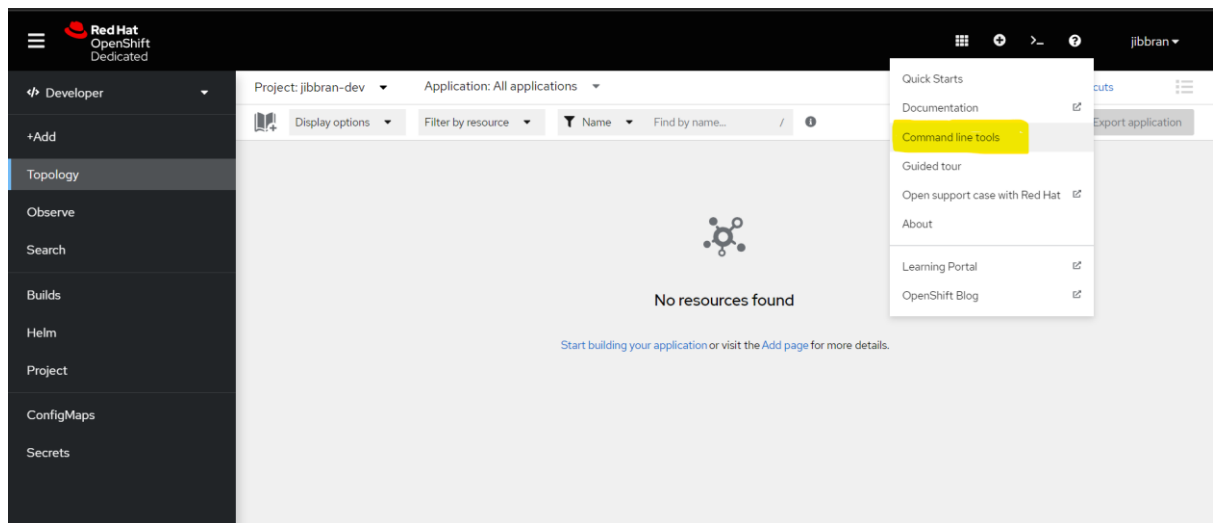 Red Hat
OpenShift
Dedicated
>_
jibbran
Developer
+Add
Topology
Observe
Search
Builds
Helm
Project
ConfigMaps
Secrets
Project: jibbran-dev
Application: All applications
cuts
Display options
Filter by resource
Name
Find by name...
/
Export application
Quick Starts
Documentation
Command line tools
Guided tour
Open support case with Red Hat
About
Learning Portal
OpenShift Blog
No resources found
Start building your application or visit the Add page for more details.